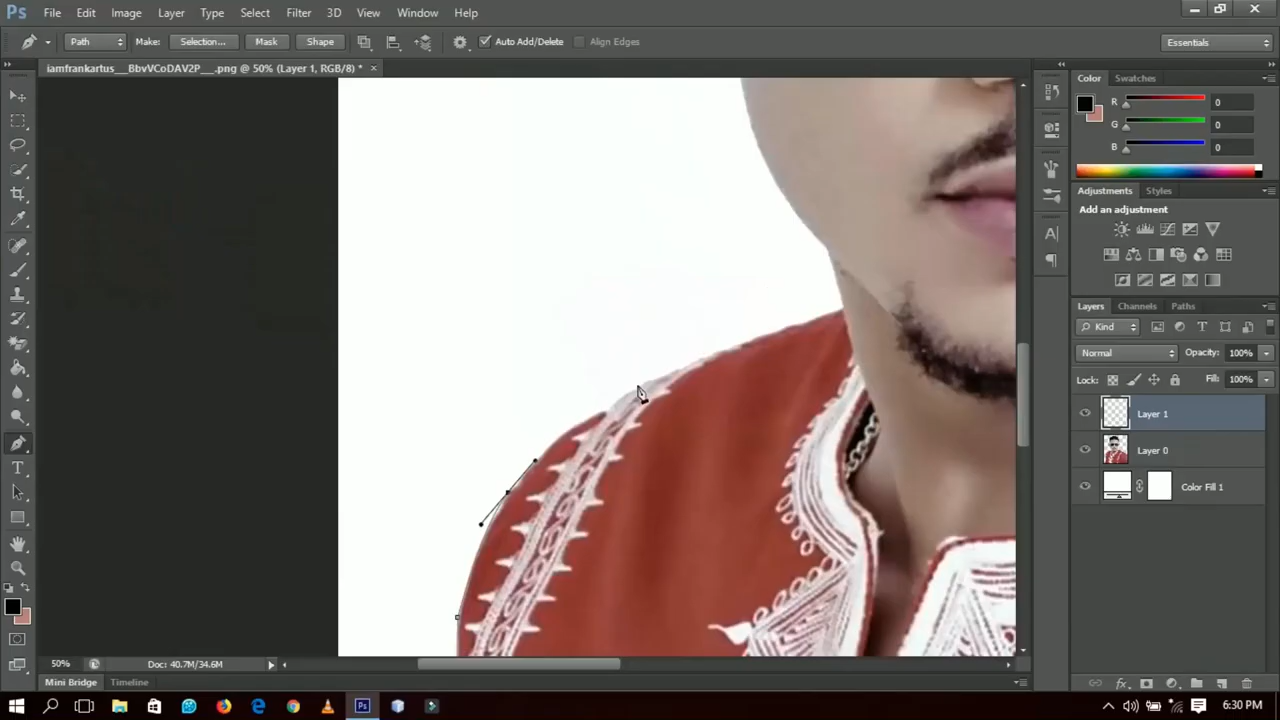 Ps File Edit Image Layer Type Select Filter 3D View Window Help
Path Make: Selection... Mask Shape Auto Add/Delete Align Edges Essentials
iamfrankartus__BbvVCoDAV2P__.png @ 50% (Layer 1, RGB/8) *
Color Swatches
R 0
G 0
B 0
Adjustments Styles
Add an adjustment
Layers Channels Paths
Kind
Normal Opacity: 100%
Lock: Fill: 100%
Layer 1
Layer 0
Color Fill 1
50% Doc: 40.7M/34.6M
Mini Bridge Timeline
Ps 6:30 PM